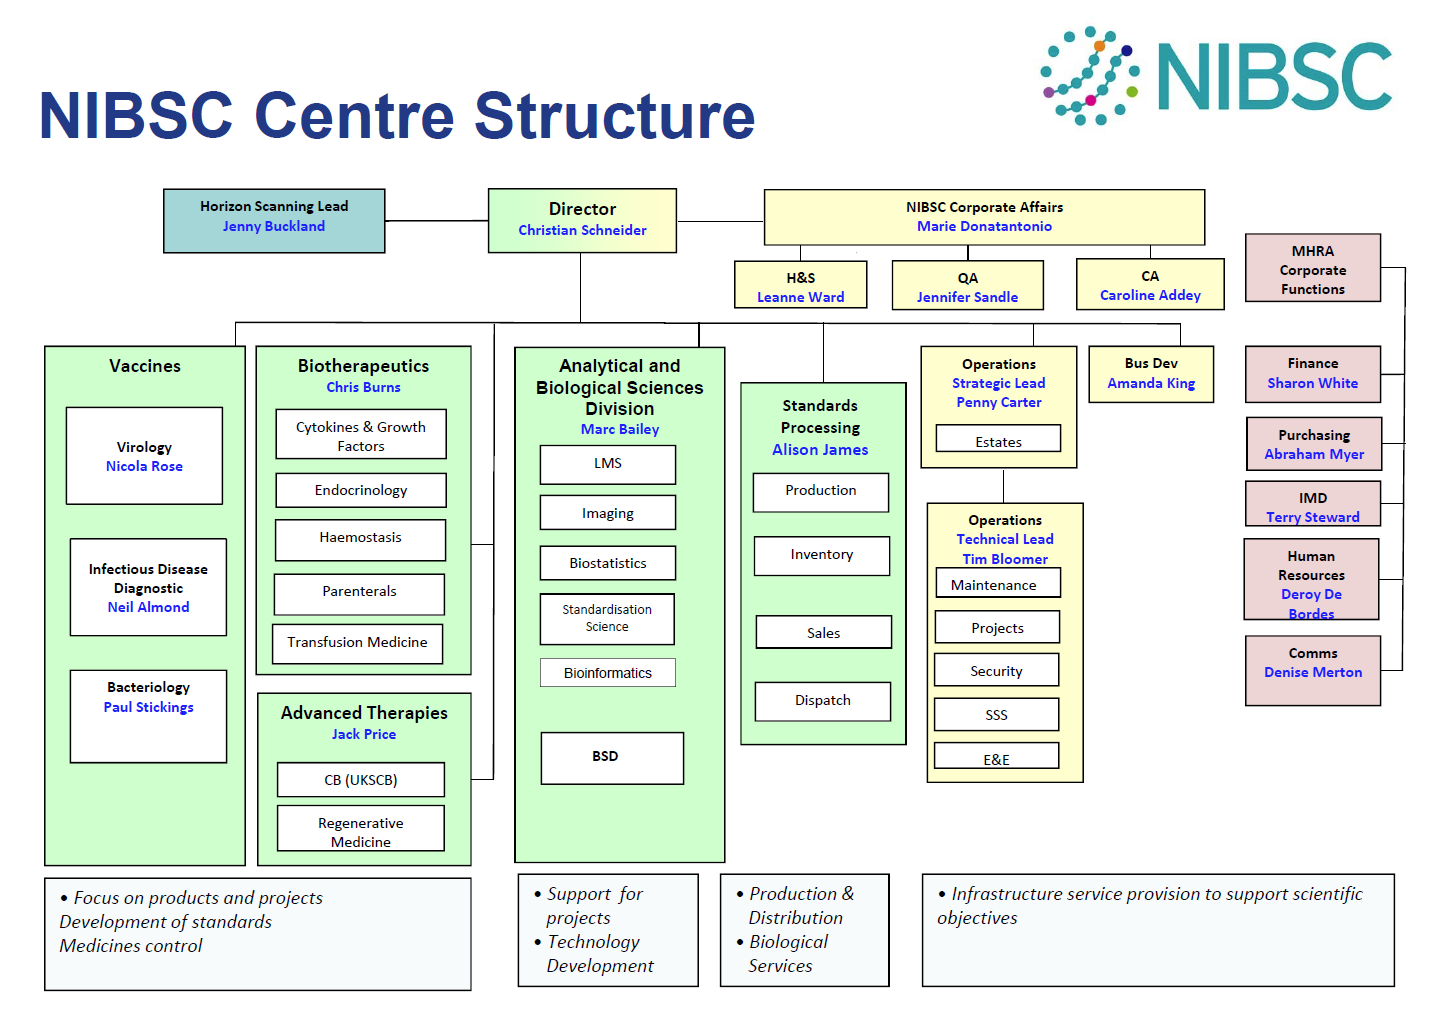 NIBSC
NIBSC Centre Structure
Horizon Scanning Lead
Jenny Buckland
Director
Christian Schneider
NIBSC Corporate Affairs
Marie Donatantonio
H&S
Leanne Ward
QA
Jennifer Sandle
CA
Caroline Addey
MHRA
Corporate
Functions
Vaccines
Virology
Nicola Rose
Infectious Disease
Diagnostic
Neil Almond
Bacteriology
Paul Stickings
Biotherapeutics
Chris Burns
Cytokines & Growth
Factors
Endocrinology
Haemostasis
Parenterals
Transfusion Medicine
Advanced Therapies
Jack Price
CB (UKSCB)
Regenerative
Medicine
Analytical and
Biological Sciences
Division
Marc Bailey
LMS
Imaging
Biostatistics
Standardisation
Science
Bioinformatics
BSD
Standards
Processing
Alison James
Production
Inventory
Sales
Dispatch
Operations
Strategic Lead
Penny Carter
Estates
Operations
Technical Lead
Tim Bloomer
Maintenance
Projects
Security
SSS
E&E
Bus Dev
Amanda King
Finance
Sharon White
Purchasing
Abraham Myer
IMD
Terry Steward
Human
Resources
Deroy De
Bordes
Comms
Denise Merton
• Focus on products and projects
Development of standards
Medicines control
• Support for
projects
• Technology
Development
• Production &
Distribution
• Biological
Services
• Infrastructure service provision to support scientific
objectives